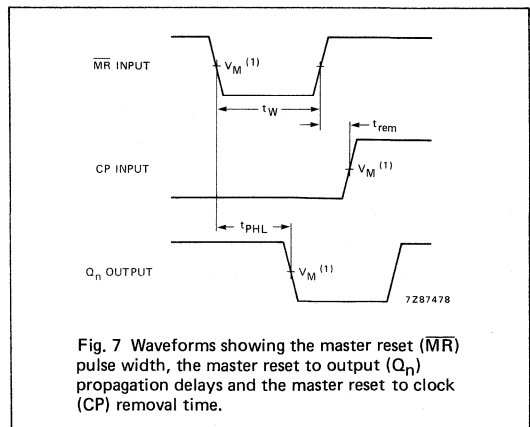 M̅R̅ INPUT
V_M (1)
t_W
t_rem
CP INPUT
V_M (1)
t_PHL
Q_n OUTPUT
V_M (1)
7Z87478
Fig. 7 Waveforms showing the master reset (M̅R̅)
pulse width, the master reset to output (Q_n)
propagation delays and the master reset to clock
(CP) removal time.